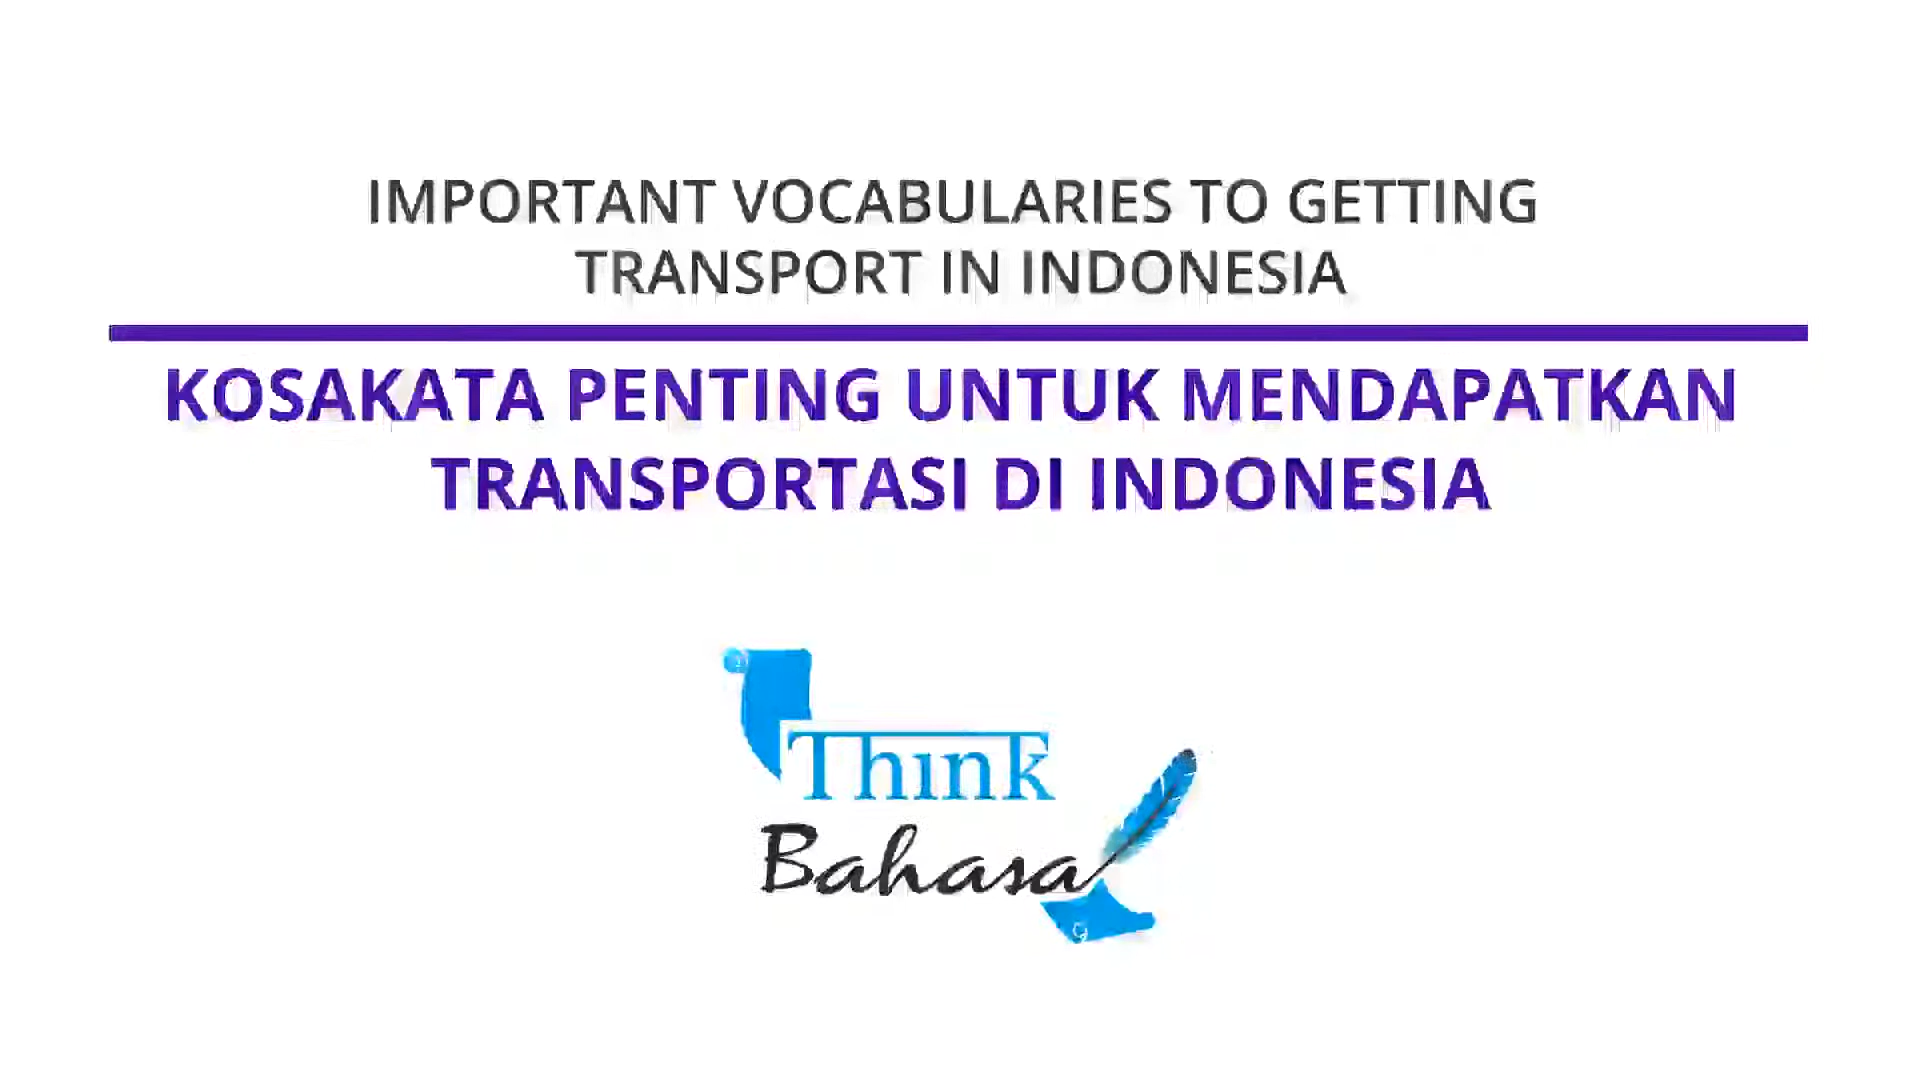 IMPORTANT VOCABULARIES TO GETTING
TRANSPORT IN INDONESIA
KOSAKATA PENTING UNTUK MENDAPATKAN
TRANSPORTASI DI INDONESIA
Think
Bahasa